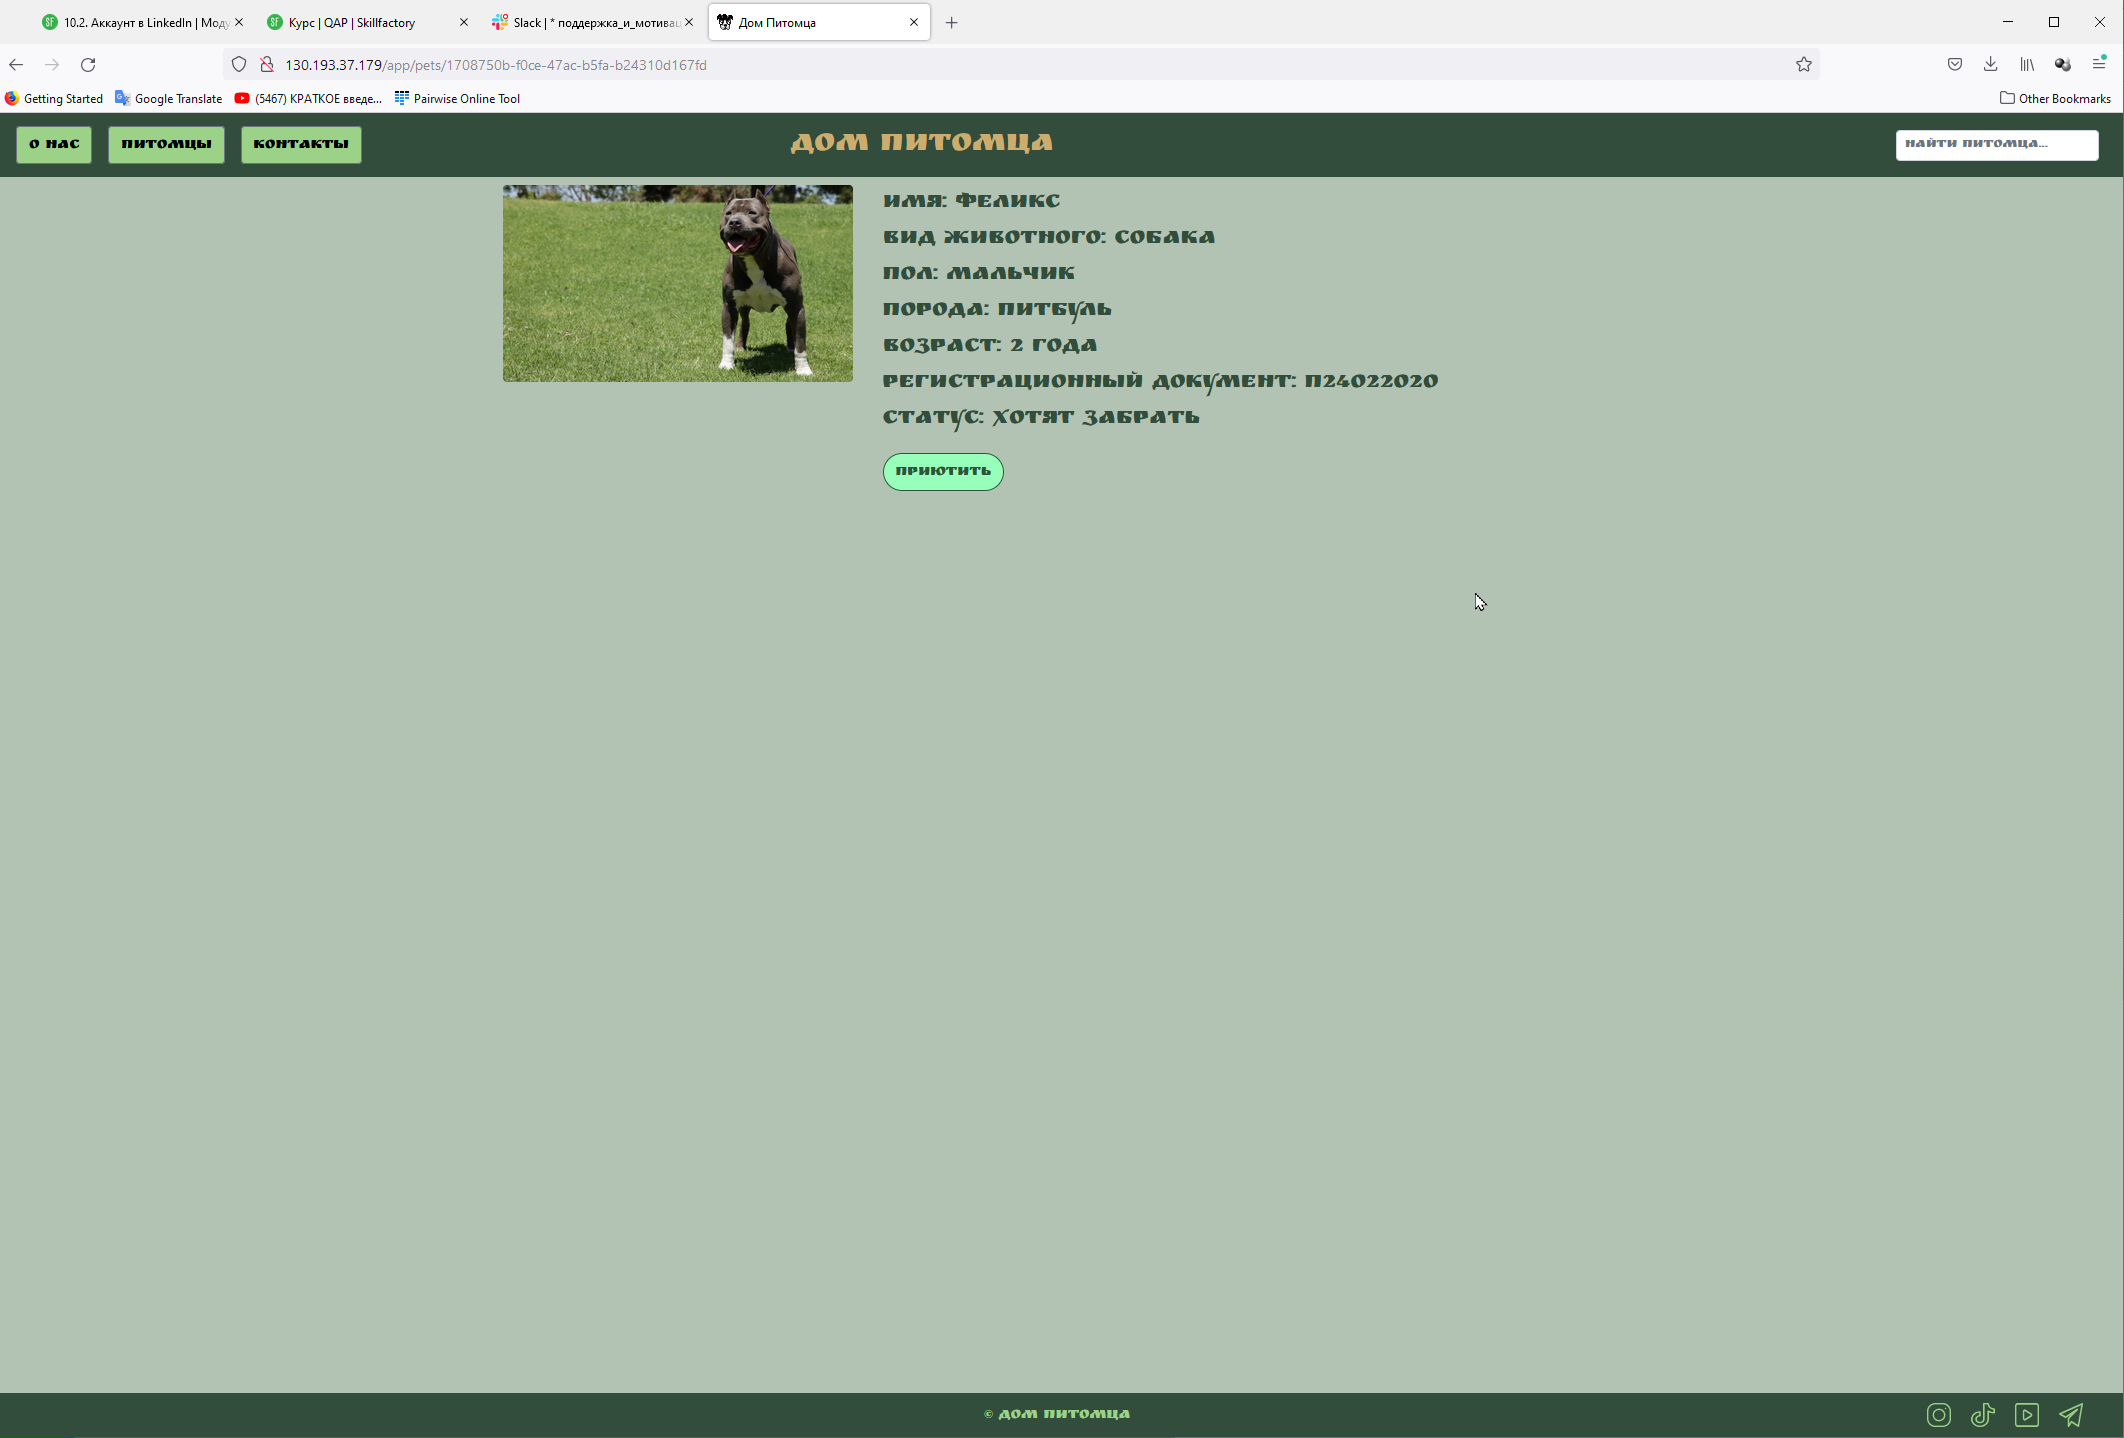 10.2. Аккаунт в LinkedIn | Моду
Курс | QAP | Skillfactory
Slack | * поддержка_и_мотивац
Дом Питомца
130.193.37.179/app/pets/1708750b-f0ce-47ac-b5fa-b24310d167fd
Getting Started
Google Translate
(5467) КРАТКОЕ введе...
Pairwise Online Tool
Other Bookmarks
О НАС
ПИТОМЦЫ
КОНТАКТЫ
ДОМ ПИТОМЦА
НАЙТИ ПИТОМЦА...
ИМЯ: ФЕЛИКС
ВИД ЖИВОТНОГО: СОБАКА
ПОЛ: МАЛЬЧИК
ПОРОДА: ПИТБУЛЬ
ВОЗРАСТ: 2 ГОДА
РЕГИСТРАЦИОННЫЙ ДОКУМЕНТ: П24022020
СТАТУС: ХОТЯТ ЗАБРАТЬ
ПРИЮТИТЬ
© ДОМ ПИТОМЦА